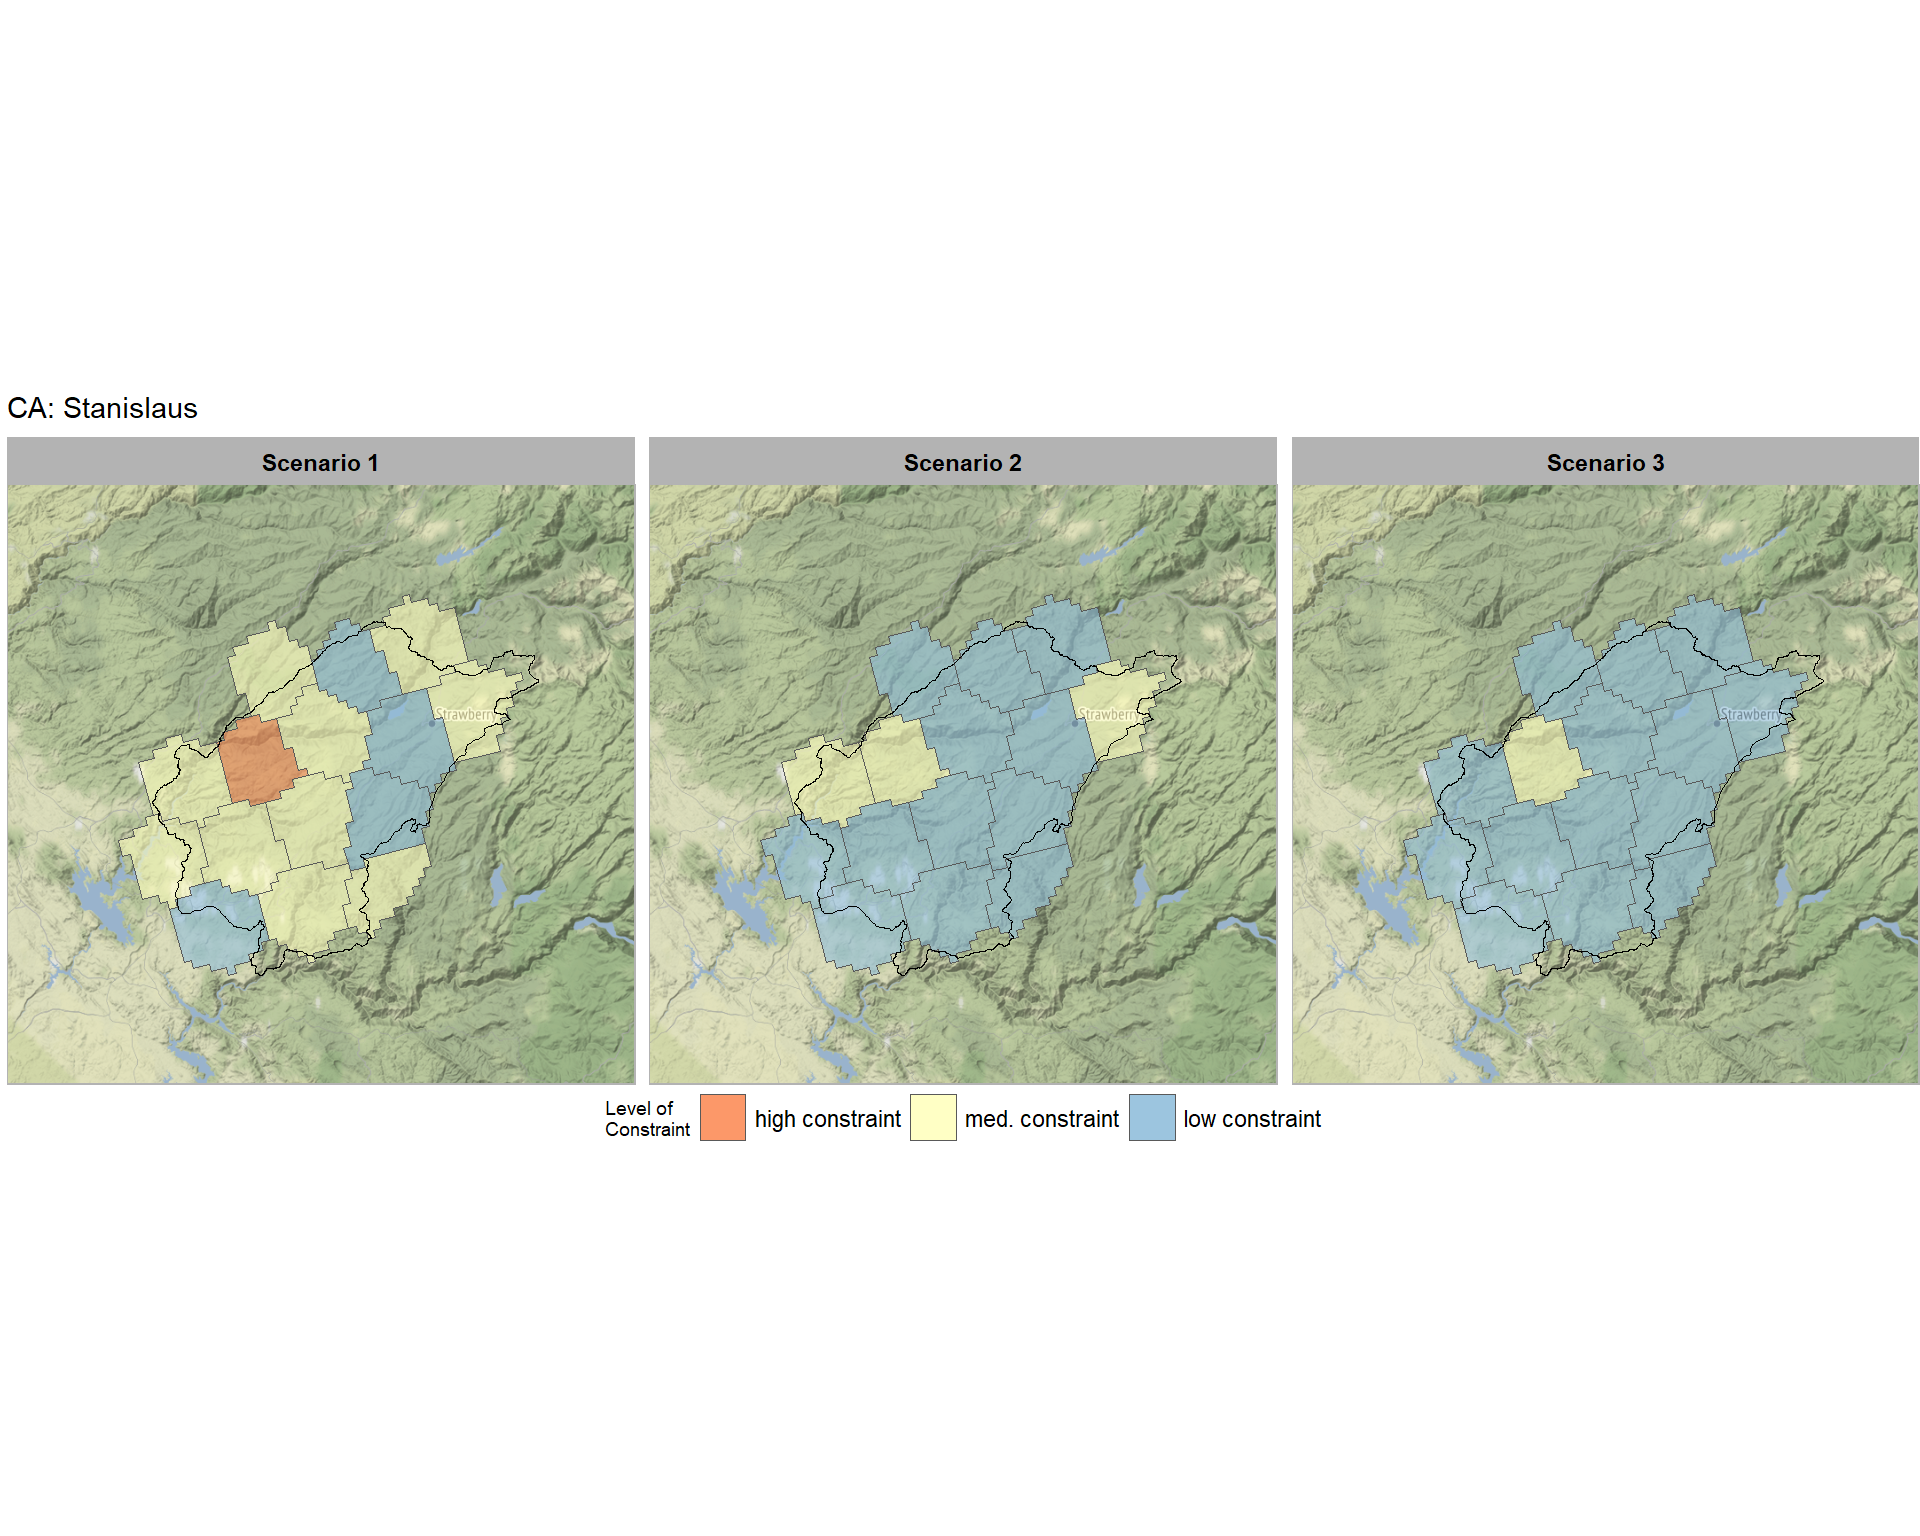 CA: Stanislaus
Scenario 1
Scenario 2
Scenario 3
Strawberry
Strawberry
Strawberry
Level of
Constraint
high constraint
med. constraint
low constraint